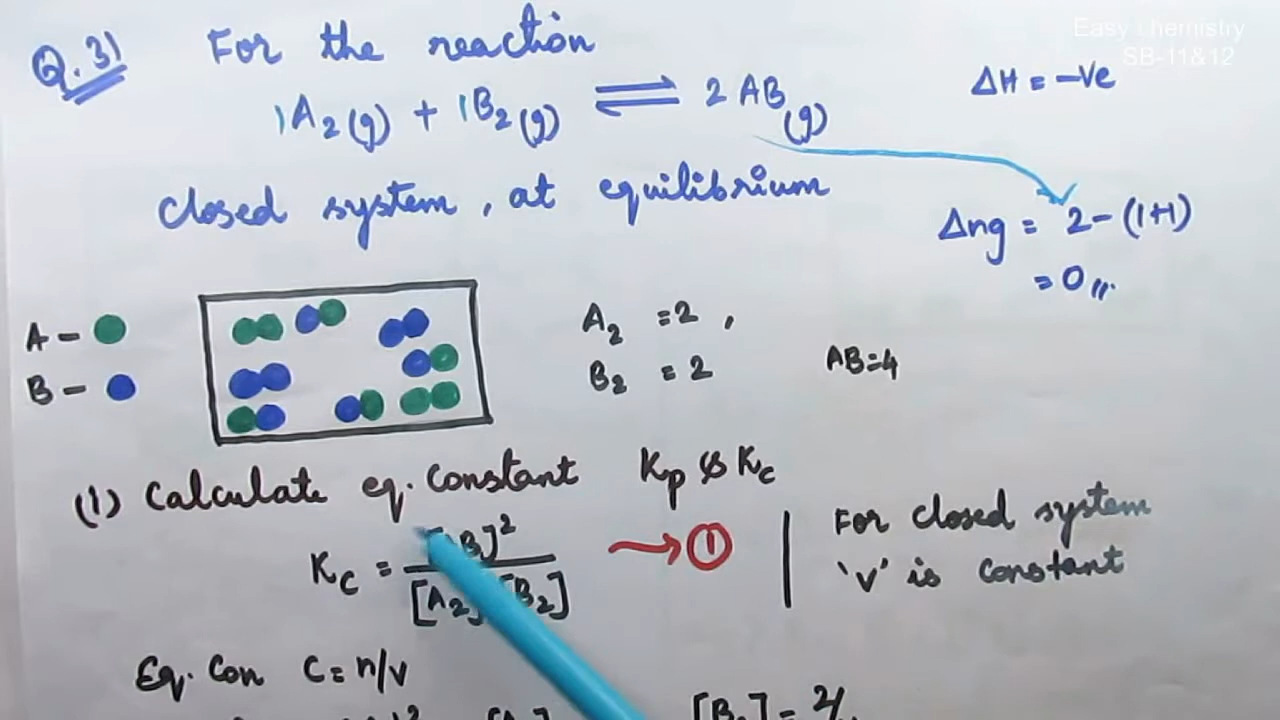 Easy chemistry
SB-11&12
Q.31 For the reaction
1A2(g) + 1B2(g) ⇌ 2AB(g)
ΔH = -ve
closed system, at equilibrium
Δng = 2-(1+1)
= 0,,
A - 
B - 
A2 = 2,
B2 = 2
AB=4
(1) Calculate eq. constant Kp & Kc
Kc = [AB]²
[A2] [B2]
→ ①
For closed system
'v' is constant
Eq. Con C = n/v
[B2] = 2/